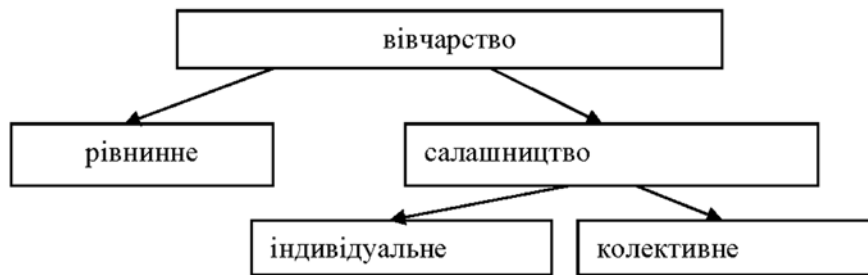 вівчарство
рівнинне
салашництво
індивідуальне
колективне